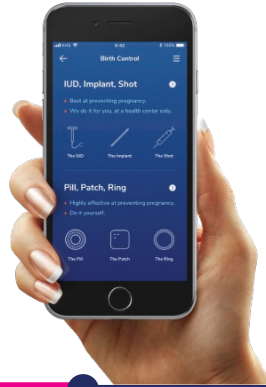 9:42
Birth Control
IUD, Implant, Shot
Best at preventing pregnancy.
We do it for you, at a health center only.
The IUD
The Implant
The Shot
Pill, Patch, Ring
Highly effective at preventing pregnancy.
Do it yourself.
The Pill
The Patch
The Ring